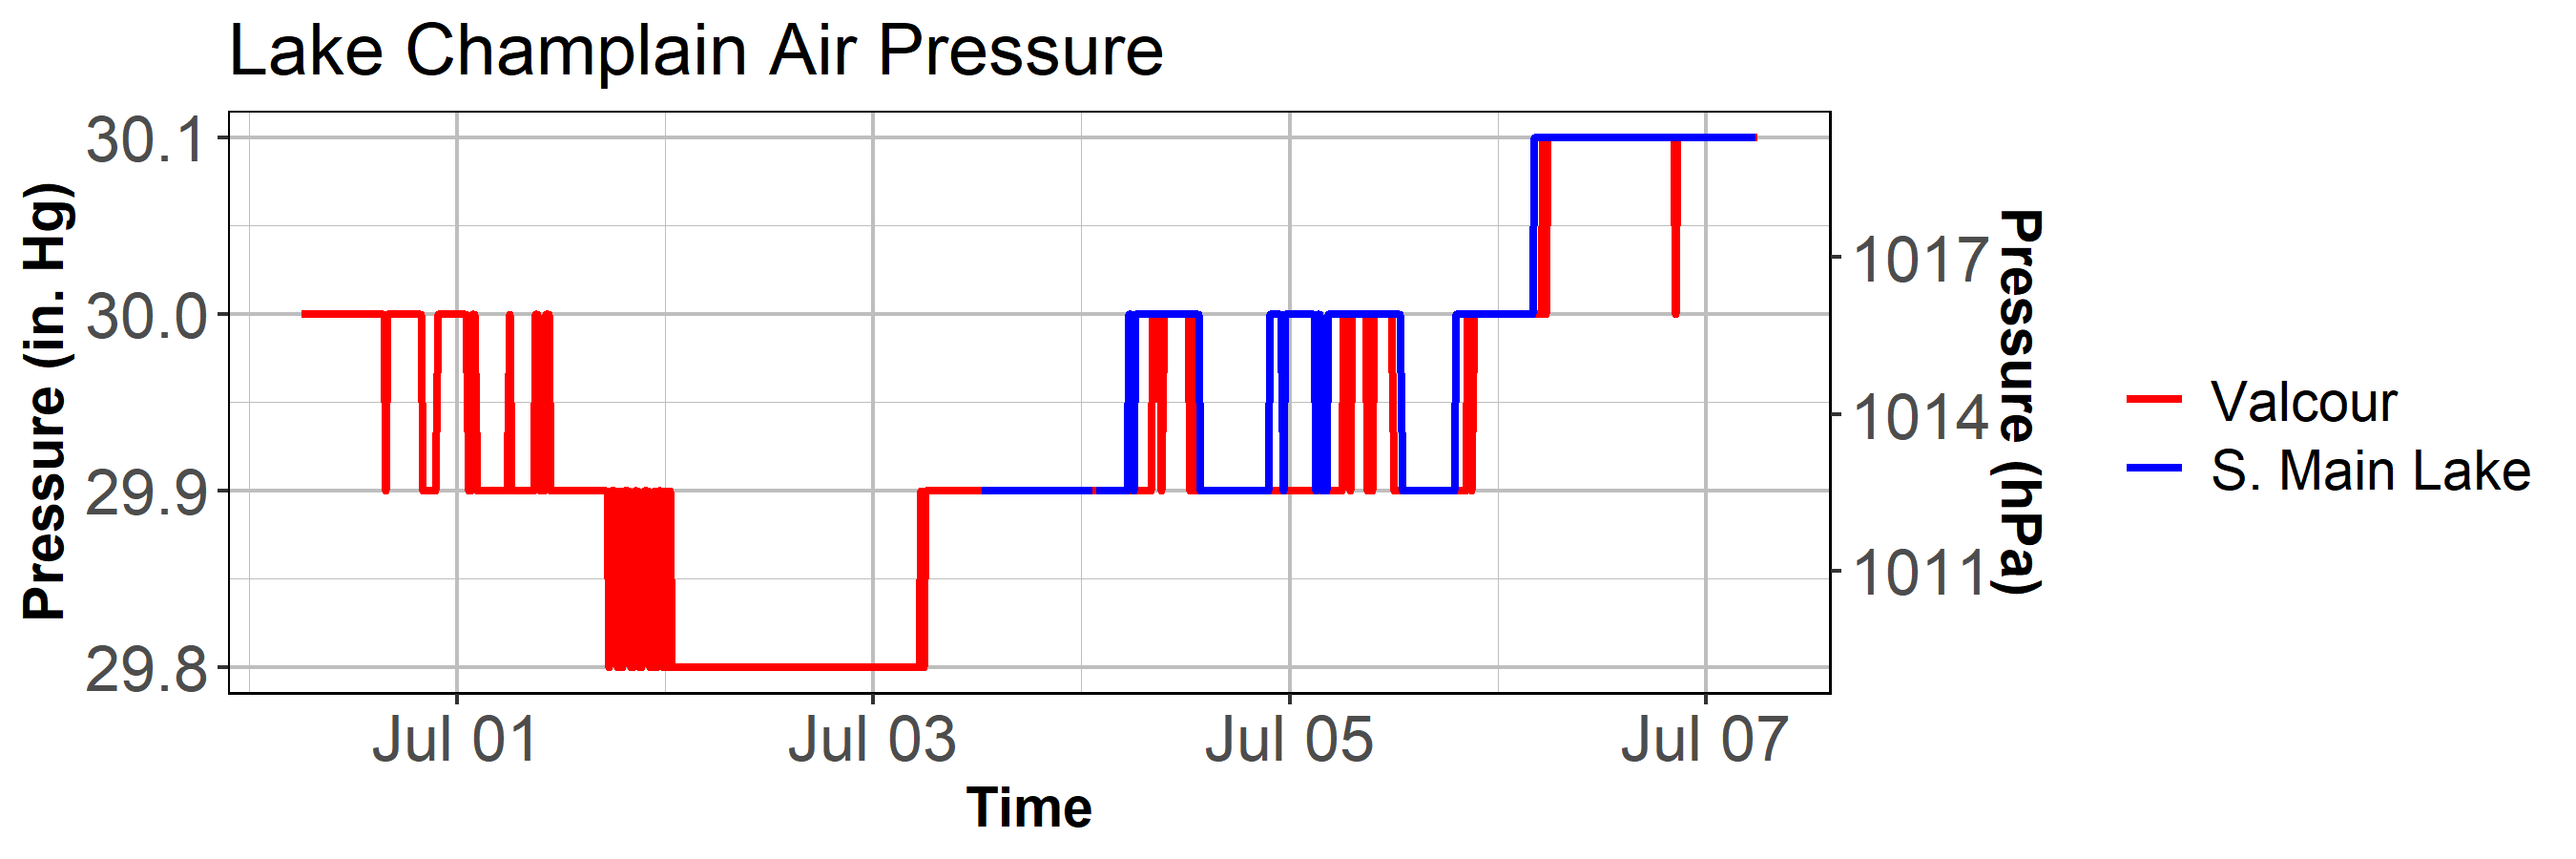 Lake Champlain Air Pressure
30.1
30.0
29.9
29.8
Pressure (in. Hg)
1017
1014
1011
Pressure (hPa)
Jul 01
Jul 03
Jul 05
Jul 07
Time
Valcour
S. Main Lake